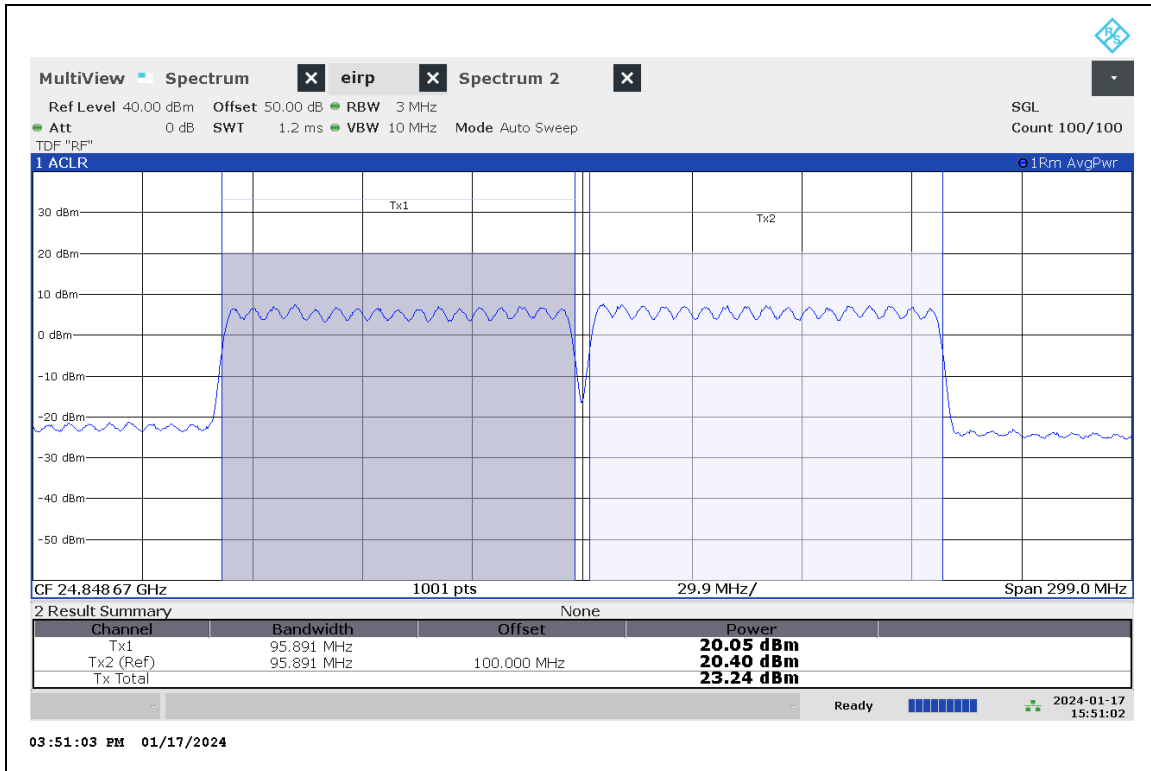 R&S
MultiView Spectrum X eirp X Spectrum 2 X
Ref Level 40.00 dBm Offset 50.00 dB RBW 3 MHz SGL
Att 0 dB SWT 1.2 ms VBW 10 MHz Mode Auto Sweep Count 100/100
TDF "RF"
1 ACLR 1Rm AvgPwr
Tx1
30 dBm
Tx2
20 dBm
10 dBm
0 dBm
-10 dBm
-20 dBm
-30 dBm
-40 dBm
-50 dBm
CF 24.84867 GHz 1001 pts 29.9 MHz/ Span 299.0 MHz
2 Result Summary None
Channel Bandwidth Offset Power
Tx1 95.891 MHz 20.05 dBm
Tx2 (Ref) 95.891 MHz 100.000 MHz 20.40 dBm
Tx Total 23.24 dBm
Ready 2024-01-17
15:51:02
03:51:03 PM 01/17/2024